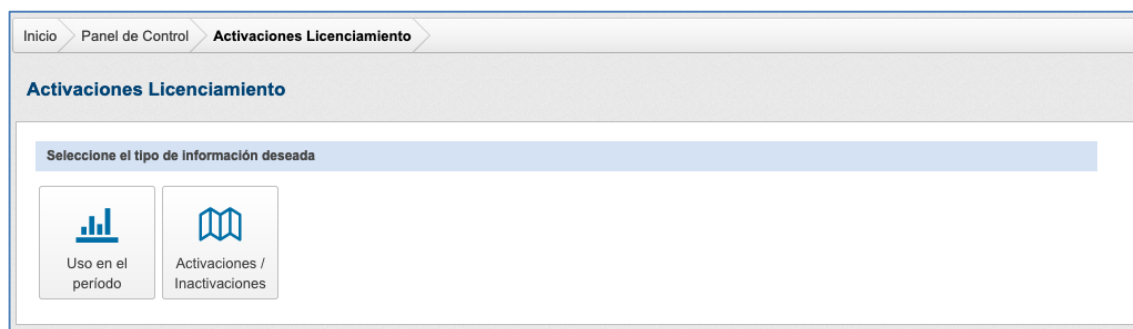 Inicio Panel de Control Activaciones Licenciamiento
Activaciones Licenciamiento
Seleccione el tipo de información deseada
Uso en el
período
Activaciones /
Inactivaciones